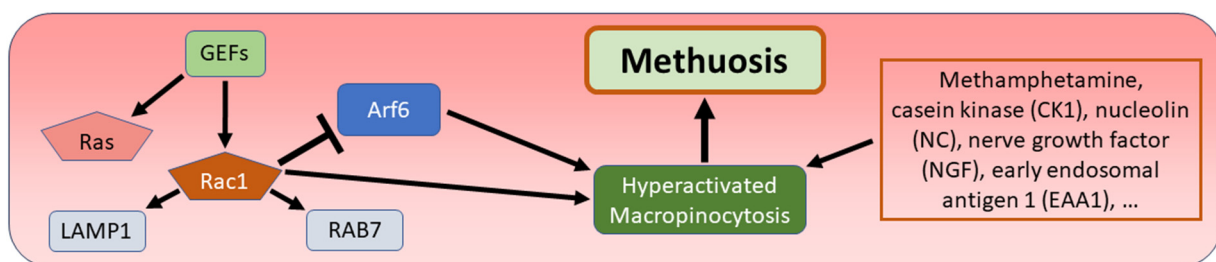 GEFs
Ras
Rac1
LAMP1
RAB7
Arf6
Methuosis
Hyperactivated
Macropinocytosis
Methamphetamine,
casein kinase (CK1), nucleolin
(NC), nerve growth factor
(NGF), early endosomal
antigen 1 (EAA1), ...